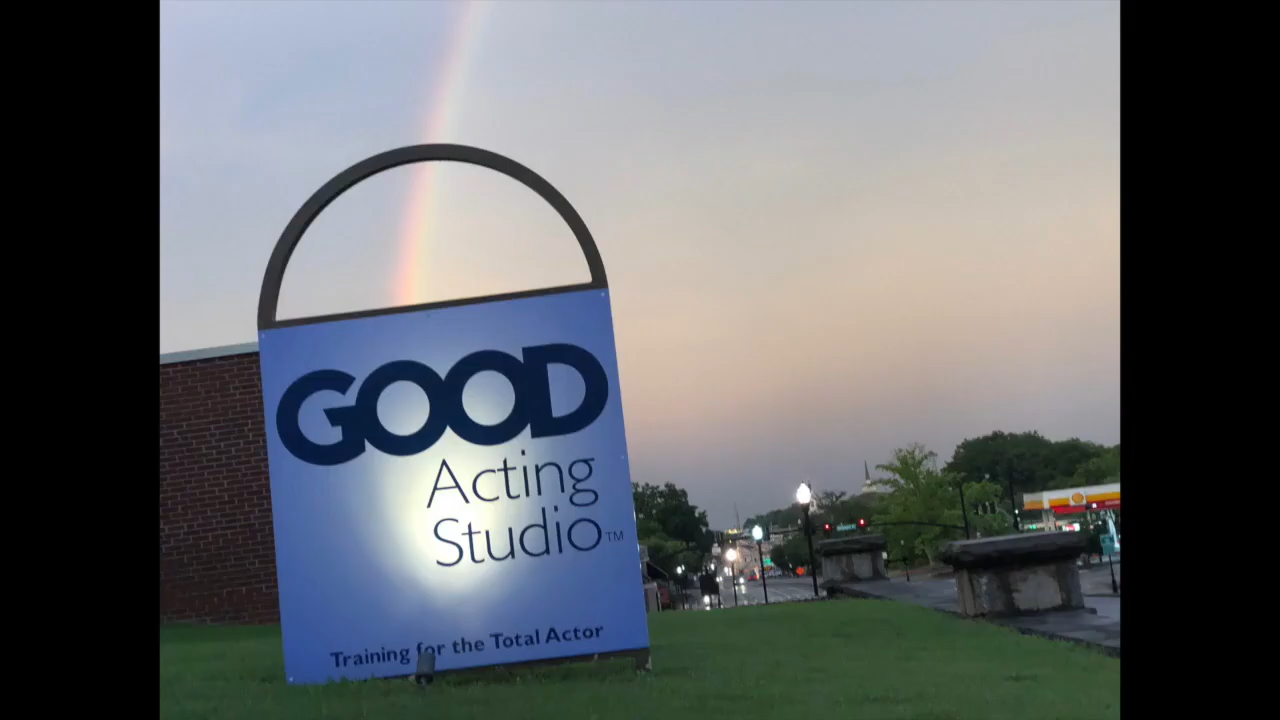 GOOD
Acting
Studio™
Training for the Total Actor